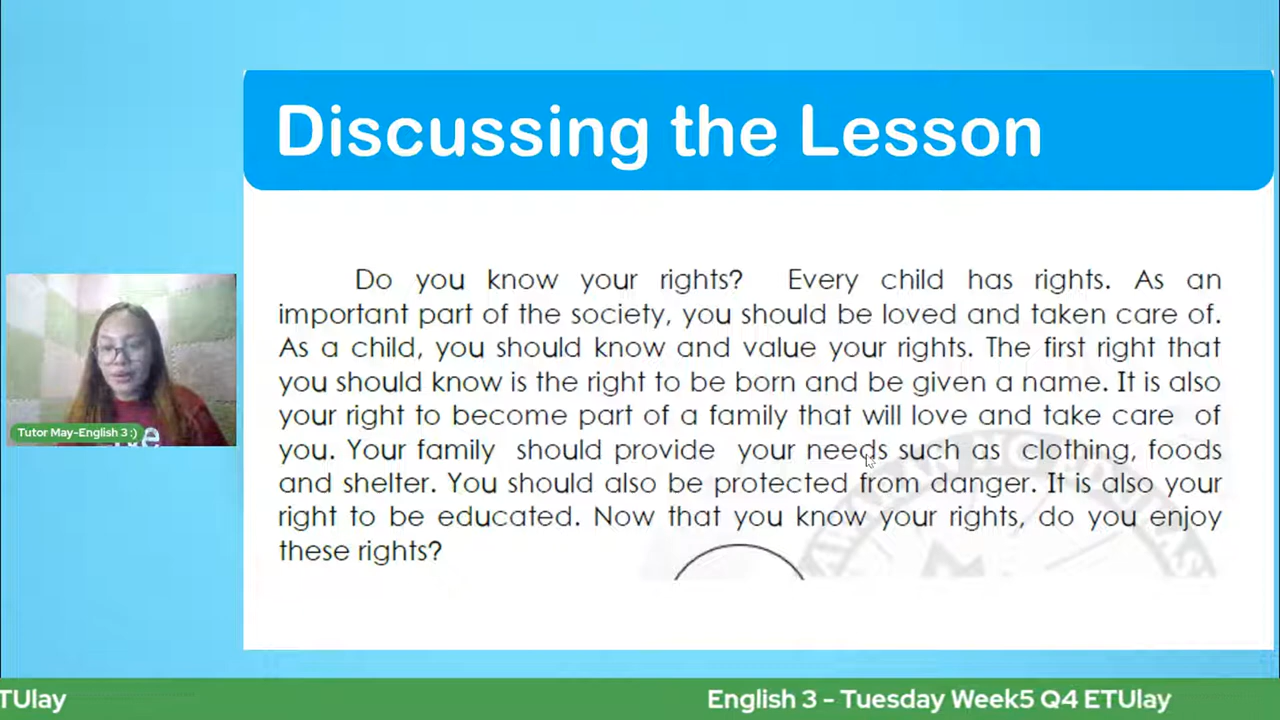 Discussing the Lesson
Do you know your rights? Every child has rights. As an
important part of the society, you should be loved and taken care of.
As a child, you should know and value your rights. The first right that
you should know is the right to be born and be given a name. It is also
your right to become part of a family that will love and take care of
you. Your family should provide your needs such as clothing, foods
and shelter. You should also be protected from danger. It is also your
right to be educated. Now that you know your rights, do you enjoy
these rights?
Tutor May-English 3 :)
TUlay
English 3 - Tuesday Week5 Q4 ETUlay